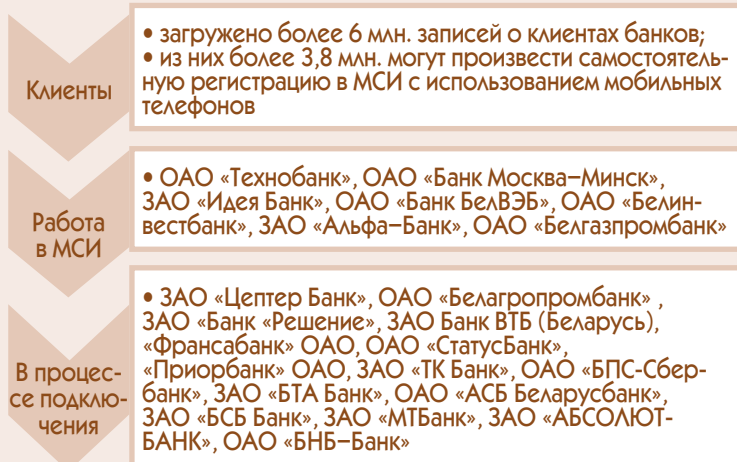 Клиенты
• загружено более 6 млн. записей о клиентах банков;
• из них более 3,8 млн. могут произвести самостоятель-
ную регистрацию в МСИ с использованием мобильных
телефонов
Работа
в МСИ
• ОАО «Технобанк», ОАО «Банк Москва–Минск»,
ЗАО «Идея Банк», ОАО «Банк БелВЭБ», ОАО «Белин-
вестбанк», ЗАО «Альфа–Банк», ОАО «Белгазпромбанк»
В процес-
се подклю-
чения
• ЗАО «Цептер Банк», ОАО «Белагропромбанк» ,
ЗАО «Банк «Решение», ЗАО Банк ВТБ (Беларусь),
«Франсабанк» ОАО, ОАО «СтатусБанк»,
«Приорбанк» ОАО, ЗАО «ТК Банк», ОАО «БПС-Сбер-
банк», ЗАО «БТА Банк», ОАО «АСБ Беларусбанк»,
ЗАО «БСБ Банк», ЗАО «МТБанк», ЗАО «АБСОЛЮТ-
БАНК», ОАО «БНБ–Банк»